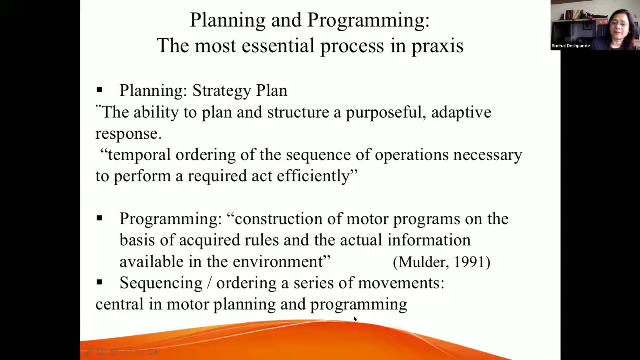 Planning and Programming:
The most essential process in praxis
▪ Planning: Strategy Plan
¨The ability to plan and structure a purposeful, adaptive
response.
“temporal ordering of the sequence of operations necessary
to perform a required act efficiently”
▪ Programming: “construction of motor programs on the
basis of acquired rules and the actual information
available in the environment” (Mulder, 1991)
▪ Sequencing / ordering a series of movements:
central in motor planning and programming